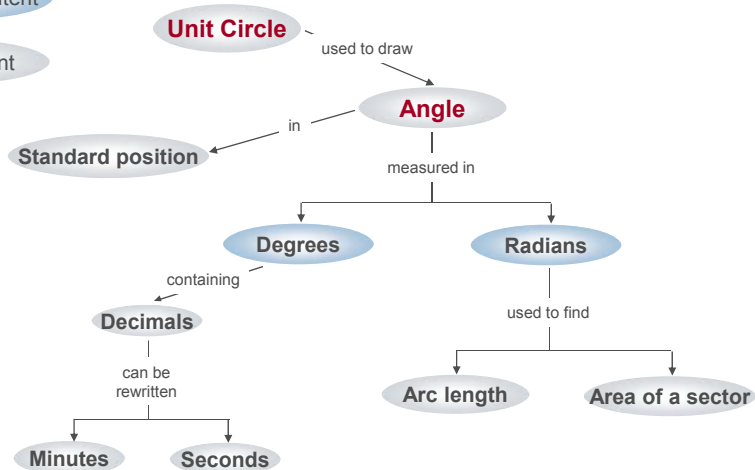 Unit Circle
used to draw
Angle
in
Standard position
measured in
Degrees
Radians
containing
used to find
Decimals
can be
rewritten
Arc length
Area of a sector
Minutes
Seconds